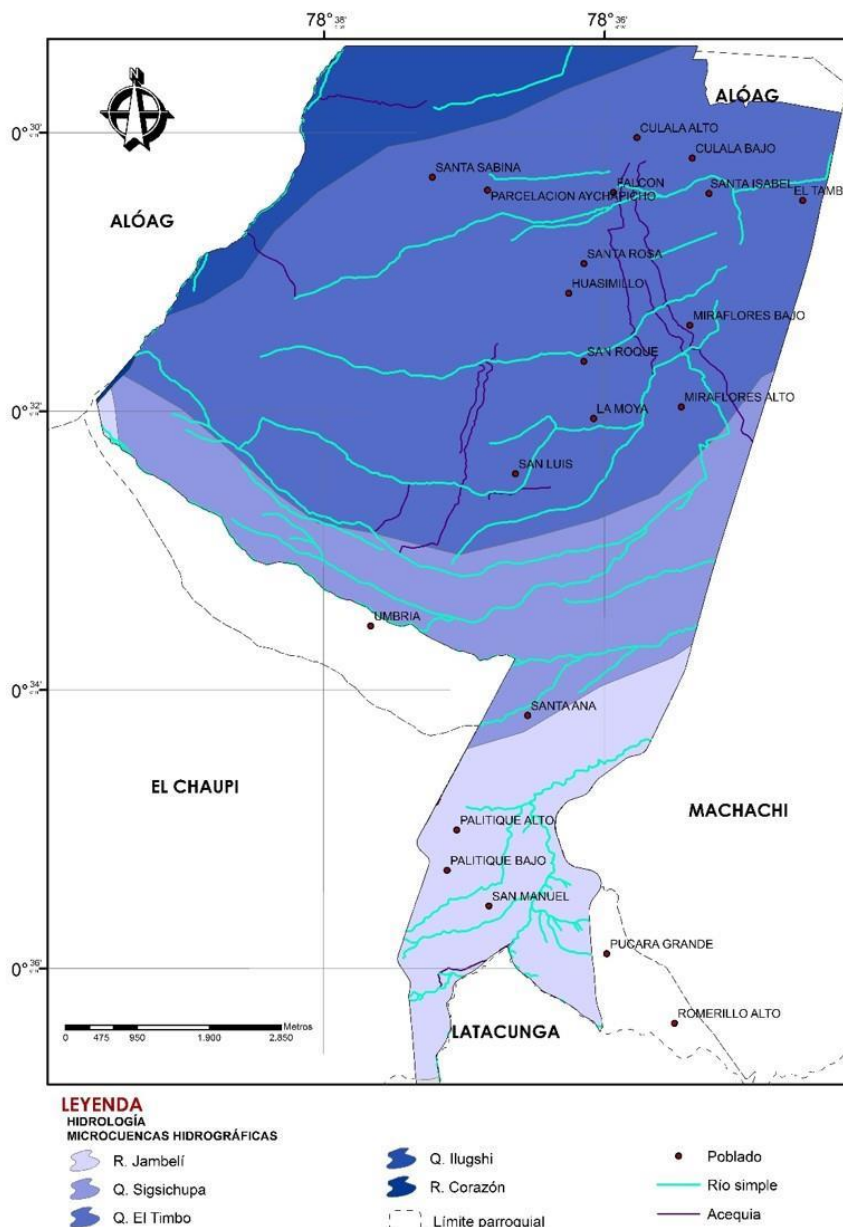 78° 38'
78° 36'
N
ALÓAG
0° 30'
CULALA ALTO
CULALA BAJO
SANTA SABINA
FALCON
SANTA ISABEL
PARCELACION AYCHAPICHO
EL TAMB
ALÓAG
SANTA ROSA
HUASIMILLO
MIRAFLORES BAJO
SAN ROQUE
0° 32'
MIRAFLORES ALTO
LA MOYA
SAN LUIS
UMBRIA
0° 34'
SANTA ANA
EL CHAUPI
MACHACHI
PALITIQUE ALTO
PALITIQUE BAJO
SAN MANUEL
PUCARA GRANDE
0° 36'
ROMERILLO ALTO
LATACUNGA
Metros
0 475 950 1.900 2.850
LEYENDA
HIDROLOGÍA
MICROCUENCAS HIDROGRÁFICAS
R. Jambelí
Q. Sigsichupa
Q. El Timbo
Q. Ilugshi
R. Corazón
Límite parroquial
Poblado
Río simple
Acequia